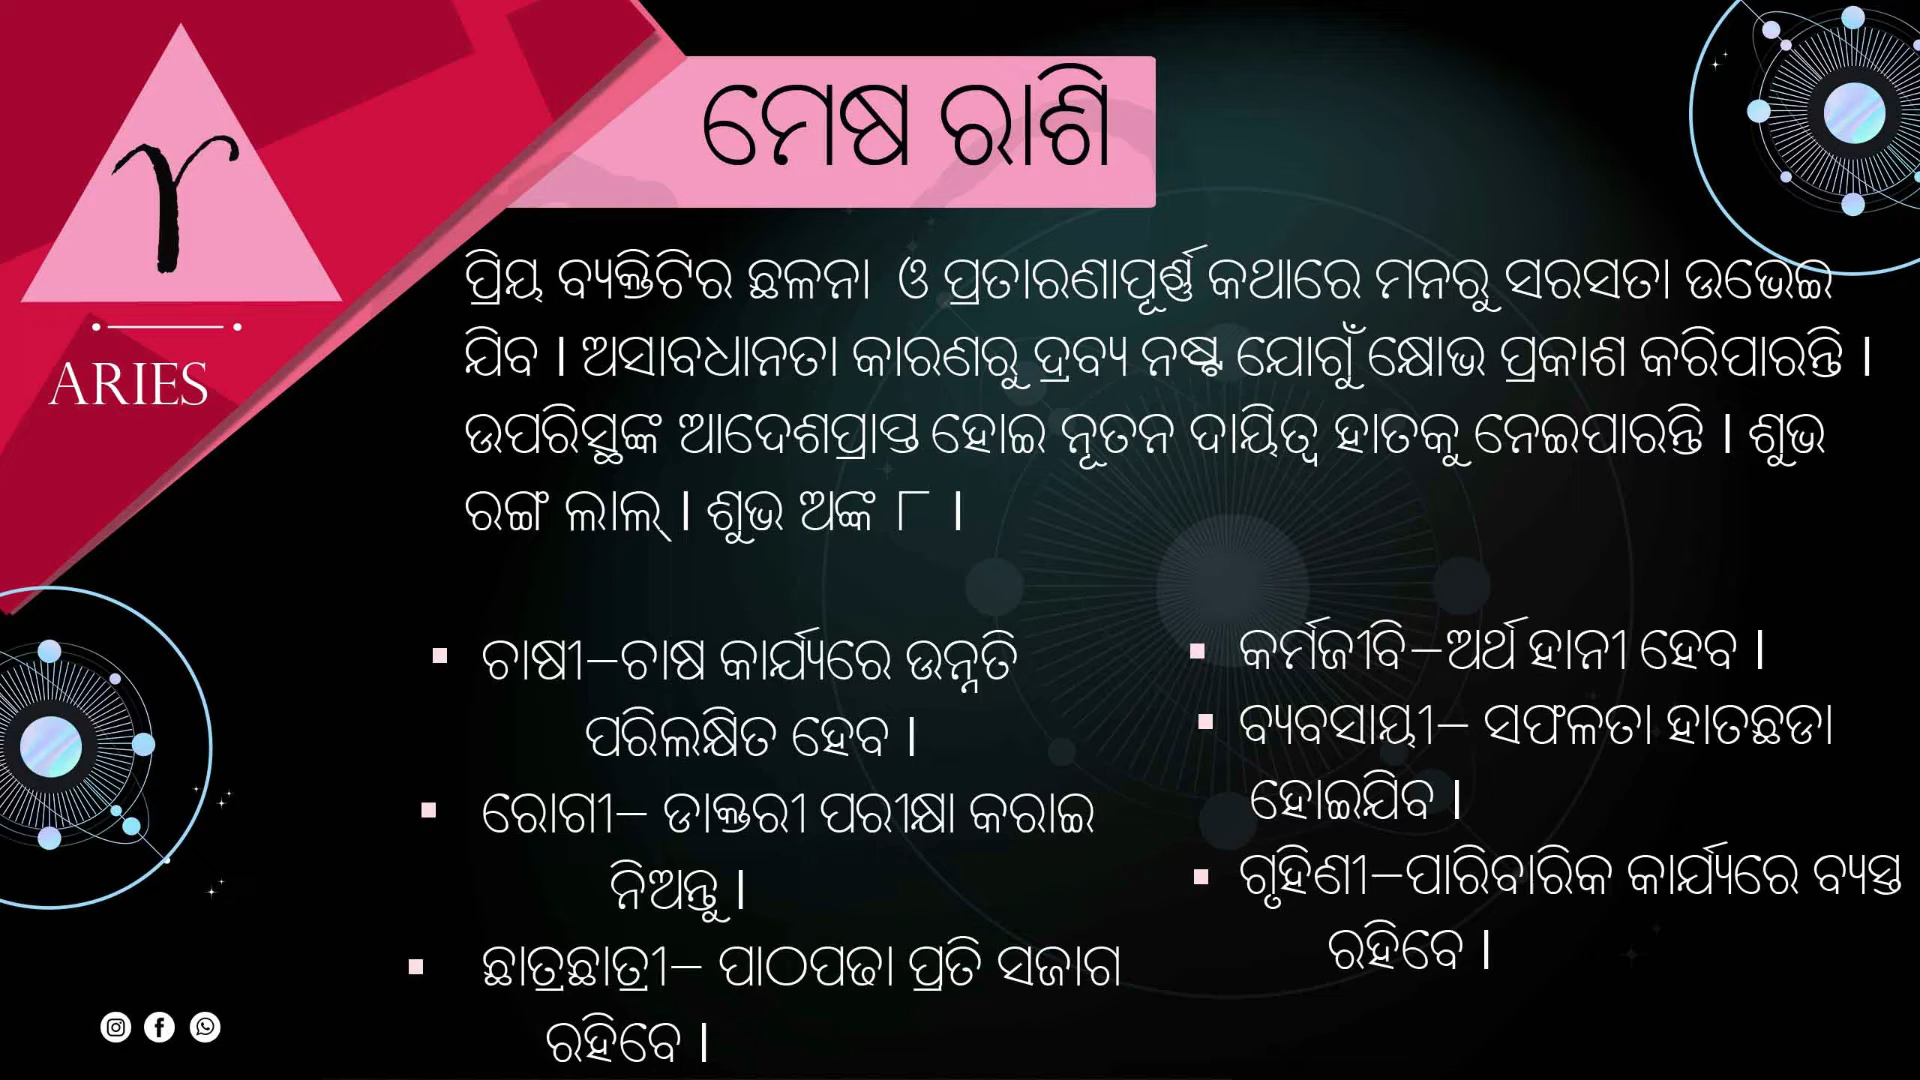 ମେଷ ରାଶି
ARIES
ପ୍ରିୟ ବ୍ୟକ୍ତିଟିର ଛଳନା ଓ ପ୍ରତାରଣାପୂର୍ଣ୍ଣ କଥାରେ ମନରୁ ସରସତା ଉଭେଇ
ଯିବ । ଅସାବଧାନତା କାରଣରୁ ଦ୍ରବ୍ୟ ନଷ୍ଟ ଯୋଗୁଁ କ୍ଷୋଭ ପ୍ରକାଶ କରିପାରନ୍ତି ।
ଉପରିସ୍ଥଙ୍କ ଆଦେଶପ୍ରାପ୍ତ ହୋଇ ନୂତନ ଦାୟିତ୍ୱ ହାତକୁ ନେଇପାରନ୍ତି । ଶୁଭ
ରଙ୍ଗ ଲାଲ୍ । ଶୁଭ ଅଙ୍କ ୮ ।
▪ ଚାଷୀ–ଚାଷ କାର୍ଯ୍ୟରେ ଉନ୍ନତି
ପରିଲକ୍ଷିତ ହେବ ।
▪ ରୋଗୀ– ଡାକ୍ତରୀ ପରୀକ୍ଷା କରାଇ
ନିଅନ୍ତୁ ।
▪ ଛାତ୍ରଛାତ୍ରୀ– ପାଠପଢା ପ୍ରତି ସଜାଗ
ରହିବେ ।
▪ କର୍ମଜୀବି–ଅର୍ଥ ହାନୀ ହେବ ।
▪ ବ୍ୟବସାୟୀ– ସଫଳତା ହାତଛଡା
ହୋଇଯିବ ।
▪ ଗୃହିଣୀ–ପାରିବାରିକ କାର୍ଯ୍ୟରେ ବ୍ୟସ୍ତ
ରହିବେ ।